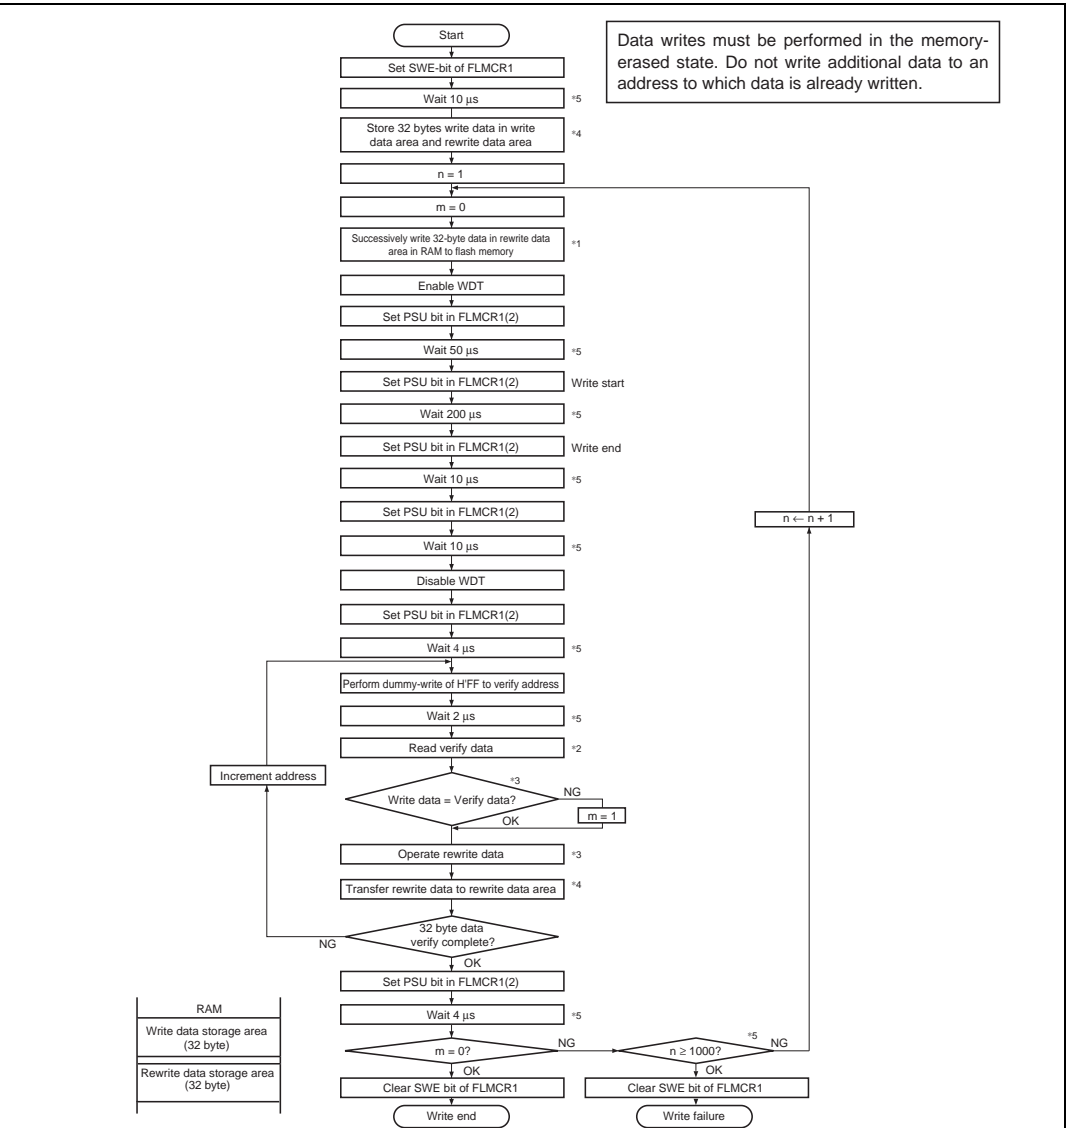 Start
Data writes must be performed in the memory-
erased state. Do not write additional data to an
address to which data is already written.
Set SWE-bit of FLMCR1
Wait 10 µs *5
Store 32 bytes write data in write
data area and rewrite data area *4
n = 1
m = 0
Successively write 32-byte data in rewrite data
area in RAM to flash memory *1
Enable WDT
Set PSU bit in FLMCR1(2)
Wait 50 µs *5
Set PSU bit in FLMCR1(2) Write start
Wait 200 µs *5
Set PSU bit in FLMCR1(2) Write end
Wait 10 µs *5
Set PSU bit in FLMCR1(2)
n ← n + 1
Wait 10 µs *5
Disable WDT
Set PSU bit in FLMCR1(2)
Wait 4 µs *5
Perform dummy-write of H'FF to verify address
Wait 2 µs *5
Read verify data *2
Increment address
*3
Write data = Verify data? NG
m = 1
OK
Operate rewrite data *3
Transfer rewrite data to rewrite data area *4
32 byte data
verify complete?
NG
OK
Set PSU bit in FLMCR1(2)
RAM
Write data storage area
(32 byte)
Rewrite data storage area
(32 byte)
Wait 4 µs *5
m = 0? NG
*5
n ≥ 1000? NG
OK
OK
Clear SWE bit of FLMCR1
Clear SWE bit of FLMCR1
Write end
Write failure